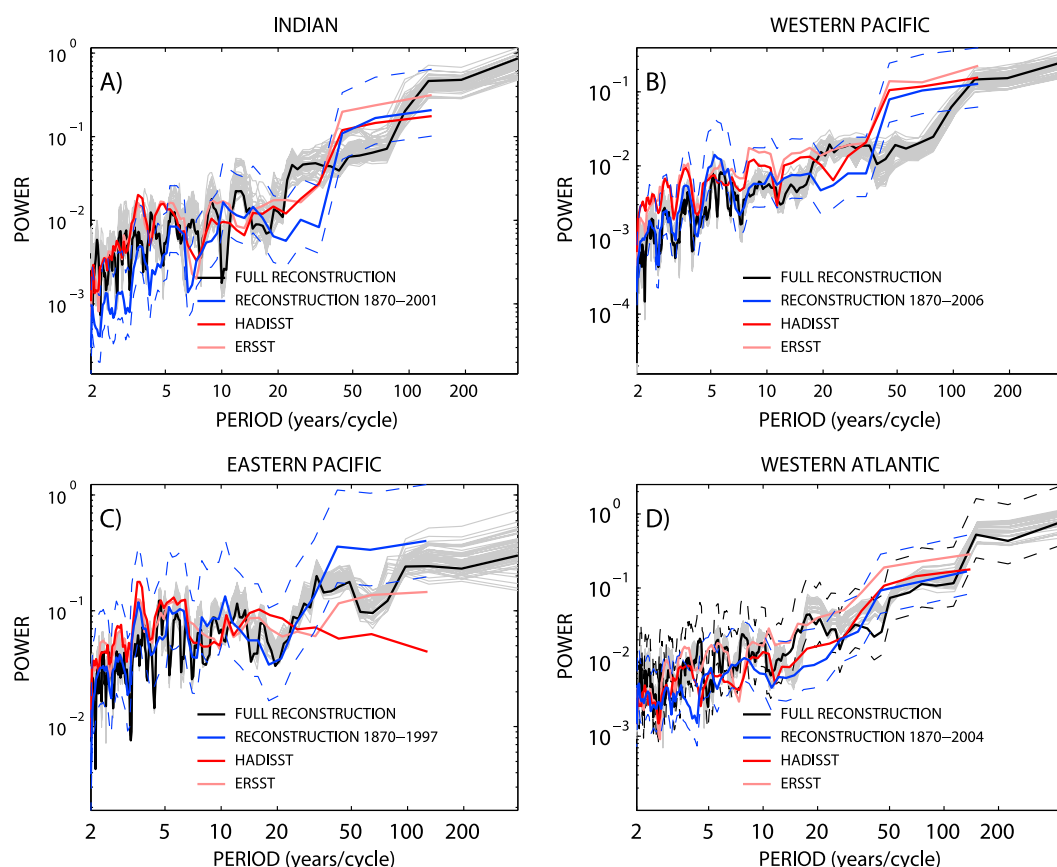 INDIAN
A)
POWER
10^0
10^-1
10^-2
10^-3
FULL RECONSTRUCTION
RECONSTRUCTION 1870–2001
HADISST
ERSST
2 5 10 20 50 100 200
PERIOD (years/cycle)
WESTERN PACIFIC
B)
POWER
10^-1
10^-2
10^-3
10^-4
FULL RECONSTRUCTION
RECONSTRUCTION 1870–2006
HADISST
ERSST
2 5 10 20 50 100 200
PERIOD (years/cycle)
EASTERN PACIFIC
C)
POWER
10^0
10^-1
10^-2
FULL RECONSTRUCTION
RECONSTRUCTION 1870–1997
HADISST
ERSST
2 5 10 20 50 100 200
PERIOD (years/cycle)
WESTERN ATLANTIC
D)
POWER
10^0
10^-1
10^-2
10^-3
FULL RECONSTRUCTION
RECONSTRUCTION 1870–2004
HADISST
ERSST
2 5 10 20 50 100 200
PERIOD (years/cycle)